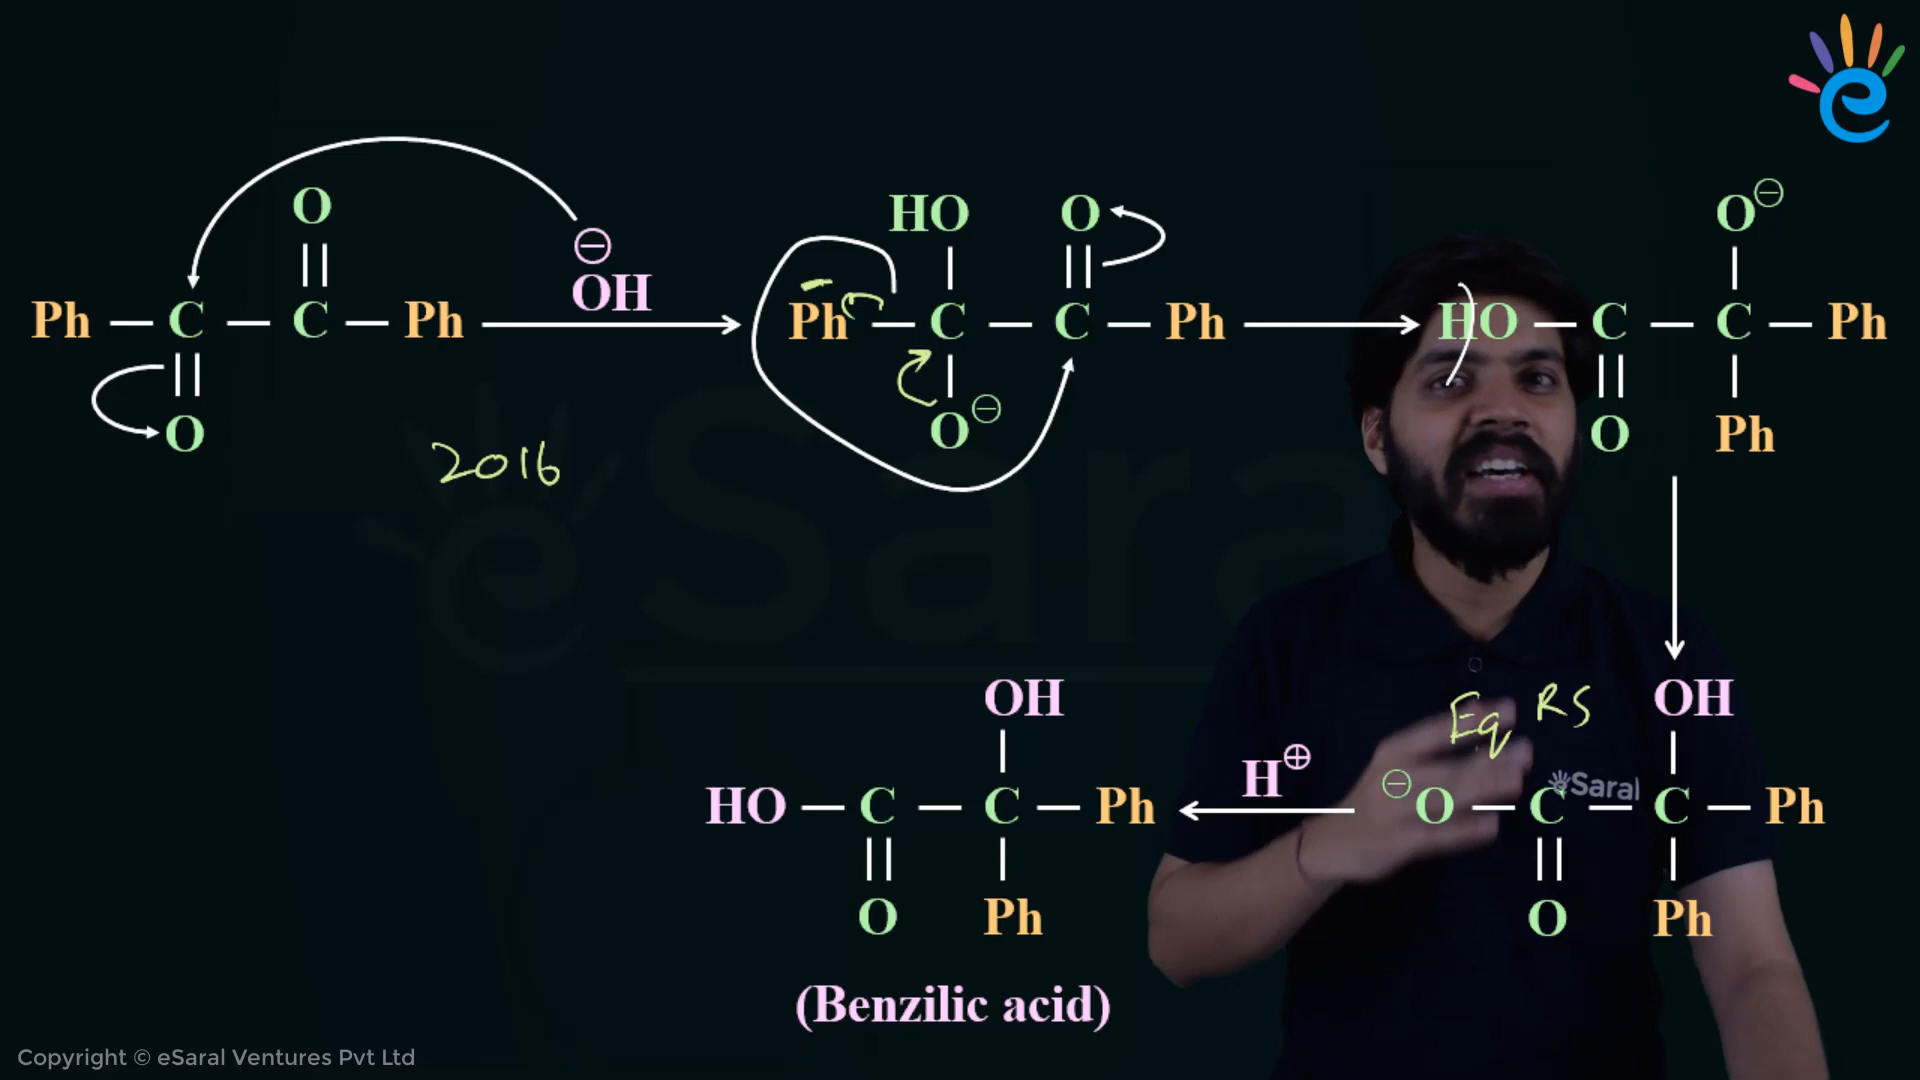 O
⊖
OH
Ph — C — C — Ph
O
2016
HO O
Ph — C — C — Ph
O⊖
O⊖
HO — C — C — Ph
O Ph
OH
HO — C — C — Ph
O Ph
(Benzilic acid)
H⊕
Eq RS
OH
⊖O — C — C — Ph
O Ph
eSaral
Copyright © eSaral Ventures Pvt Ltd